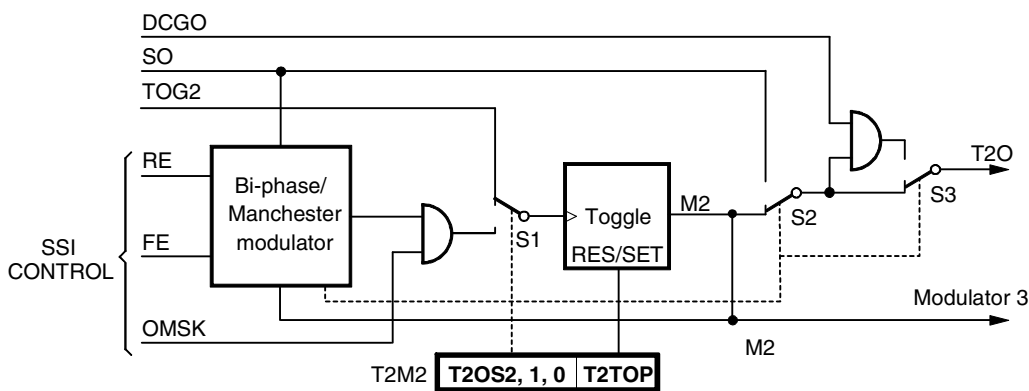 DCGO
SO
TOG2
RE
Bi-phase/
Manchester
modulator
FE
SSI
CONTROL
OMSK
S1
Toggle
RES/SET
M2
S2
S3
T2O
Modulator 3
M2
T2M2 T2OS2, 1, 0 T2TOP